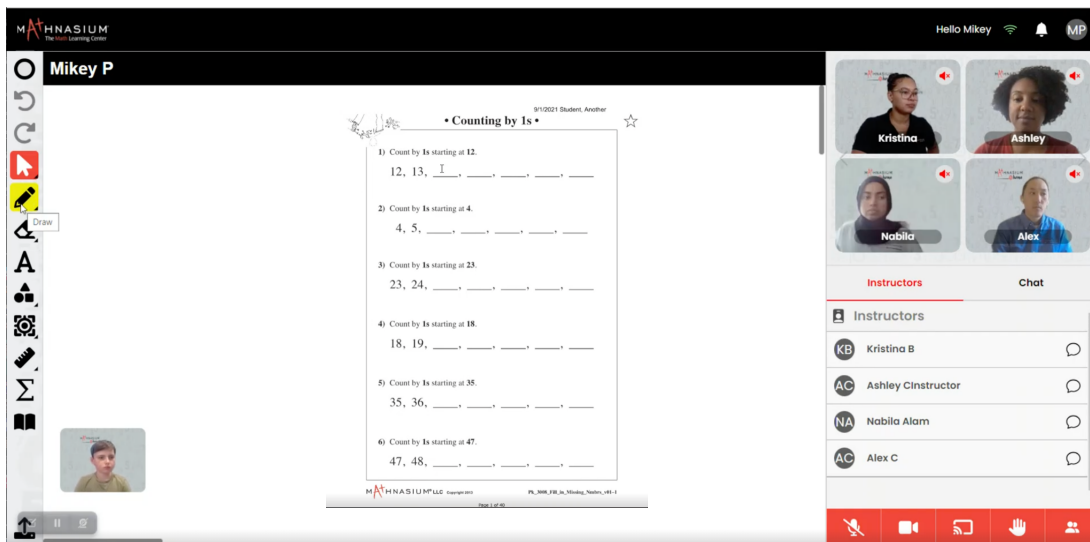 MATHNASIUM
The Math Learning Center
Hello Mikey
MP
Mikey P
Draw
9/1/2021 Student, Another
• Counting by 1s •
1) Count by 1s starting at 12.
12, 13, ____, ____, ____, ____, ____
2) Count by 1s starting at 4.
4, 5, ____, ____, ____, ____, ____
3) Count by 1s starting at 23.
23, 24, ____, ____, ____, ____, ____
4) Count by 1s starting at 18.
18, 19, ____, ____, ____, ____, ____
5) Count by 1s starting at 35.
35, 36, ____, ____, ____, ____, ____
6) Count by 1s starting at 47.
47, 48, ____, ____, ____, ____, ____
MATHNASIUM® LLC Copyright 2013
Page 1 of 40
Kristina
Ashley
Nabila
Alex
Instructors
Chat
Instructors
KB Kristina B
AC Ashley CInstructor
NA Nabila Alam
AC Alex C